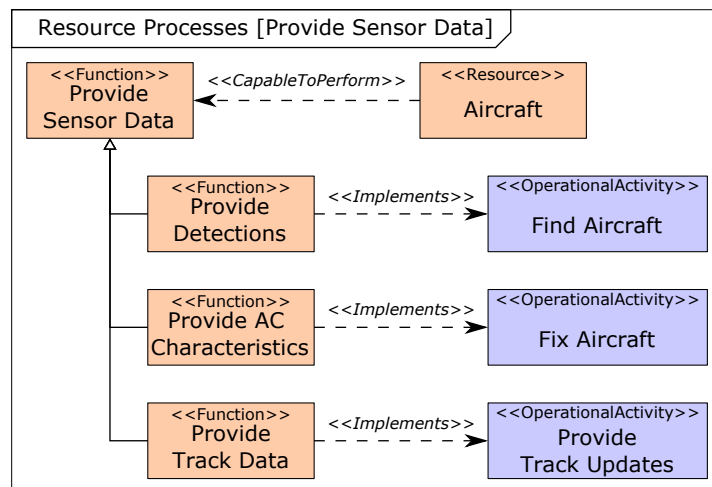 Resource Processes [Provide Sensor Data]
<<Function>>
Provide
Sensor Data
<<CapableToPerform>>
<<Resource>>
Aircraft
<<Function>>
Provide
Detections
<<Implements>>
<<OperationalActivity>>
Find Aircraft
<<Function>>
Provide AC
Characteristics
<<Implements>>
<<OperationalActivity>>
Fix Aircraft
<<Function>>
Provide
Track Data
<<Implements>>
<<OperationalActivity>>
Provide
Track Updates